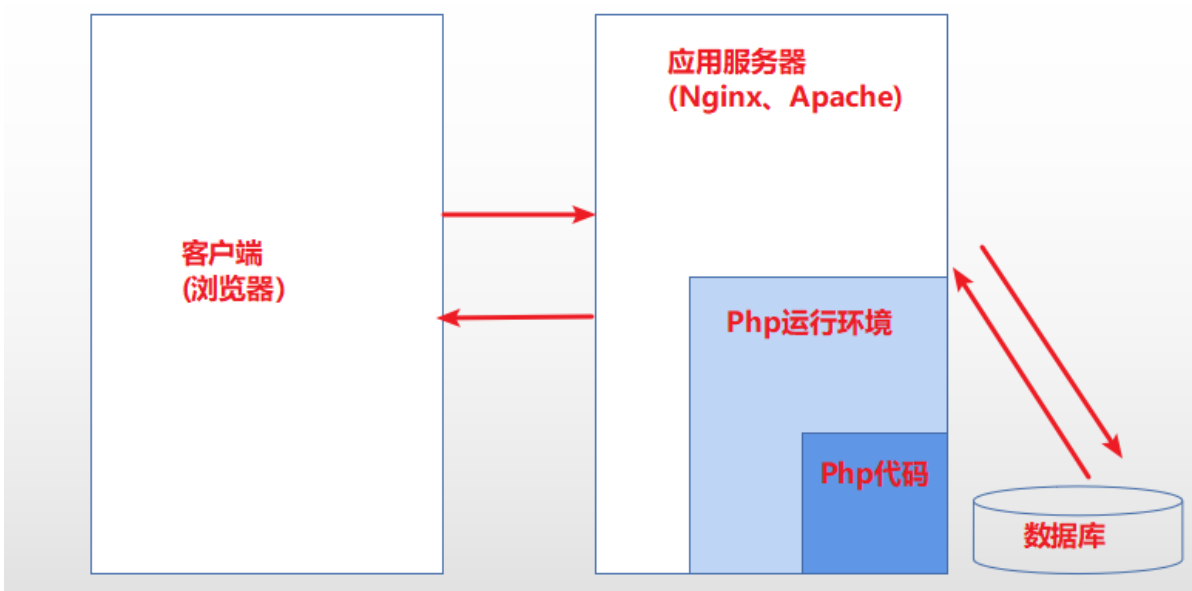 客户端
(浏览器）
应用服务器
(Nginx、Apache)
Php运行环境
Php代码
数据库